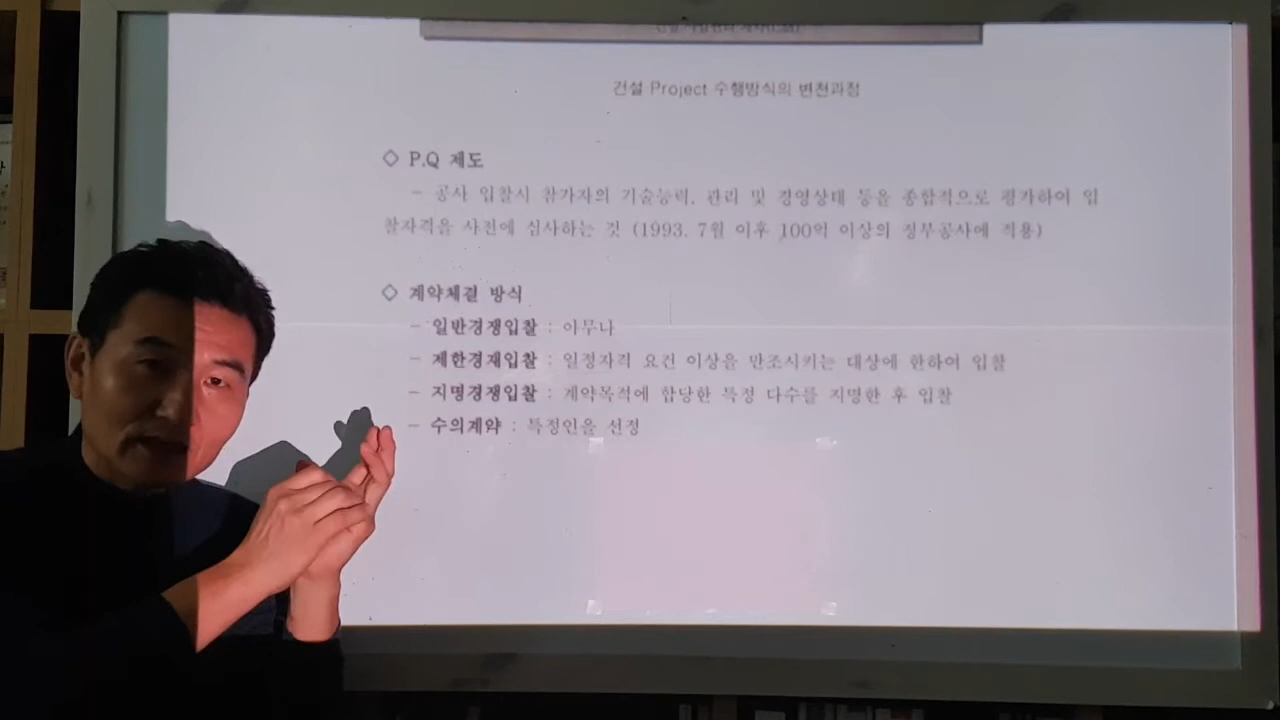 건설 Project 수행방식의 변천과정
◇ P.Q 제도
- 공사 입찰시 참가자의 기술능력, 관리 및 경영상태 등을 종합적으로 평가하여 입
찰자격을 사전에 심사하는 것 (1993. 7월 이후 100억 이상의 정부공사에 적용)
◇ 계약체결 방식
- 일반경쟁입찰 : 아무나
- 제한경재입찰 : 일정자격 요건 이상을 만조시키는 대상에 한하여 입찰
- 지명경쟁입찰 : 계약목적에 합당한 특정 다수를 지명한 후 입찰
- 수의계약 : 특정인을 선정